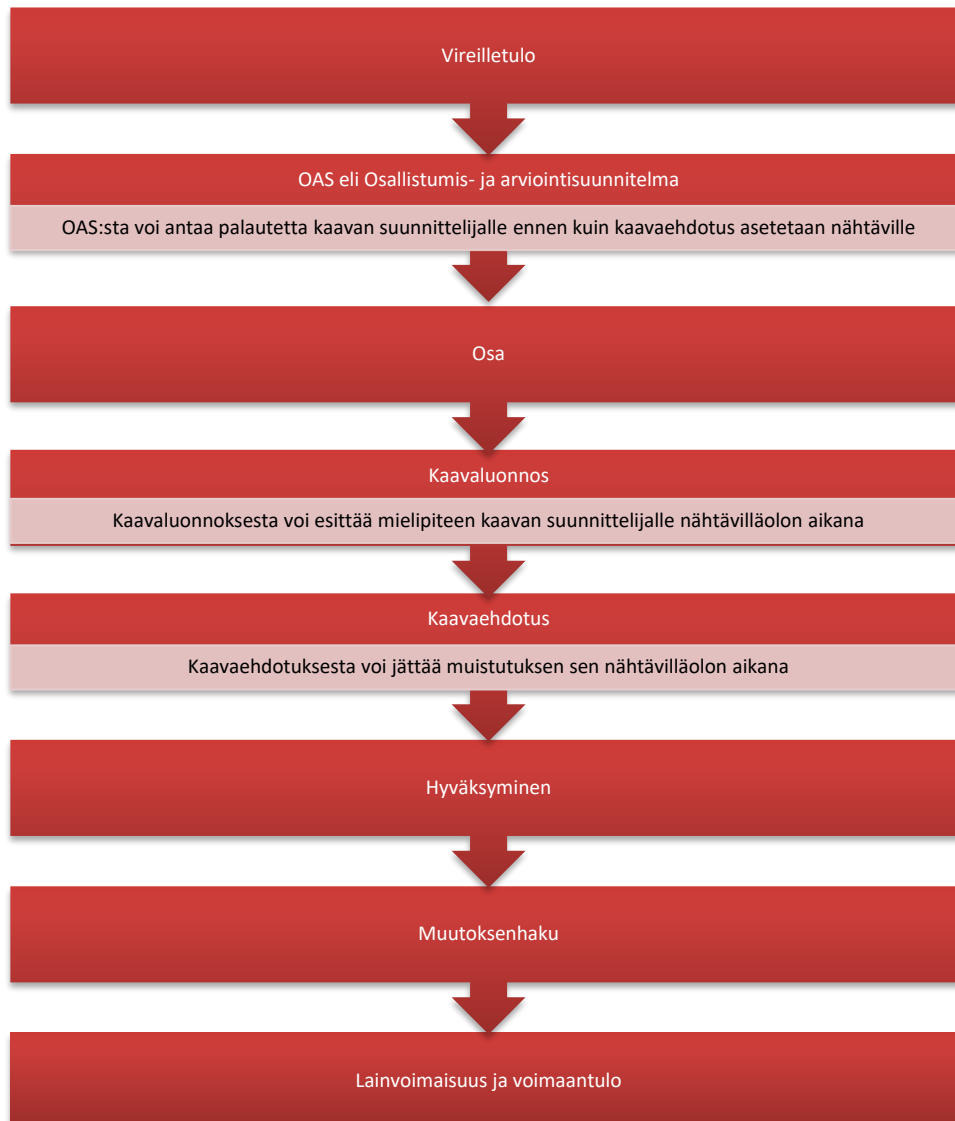 Vireilletulo
OAS eli Osallistumis- ja arviointisuunnitelma
OAS:sta voi antaa palautetta kaavan suunnittelijalle ennen kuin kaavaehdotus asetetaan nähtäville
Osa
Kaavaluonnos
Kaavaluonnoksesta voi esittää mielipiteen kaavan suunnittelijalle nähtävilläolon aikana
Kaavaehdotus
Kaavaehdotuksesta voi jättää muistutuksen sen nähtävilläolon aikana
Hyväksyminen
Muutoksenhaku
Lainvoimaisuus ja voimaantulo